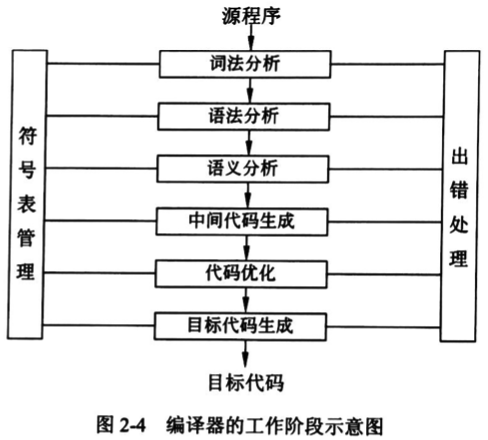 源程序
词法分析
语法分析
语义分析
中间代码生成
代码优化
目标代码生成
目标代码
符号表管理
出错处理
图 2-4 编译器的工作阶段示意图